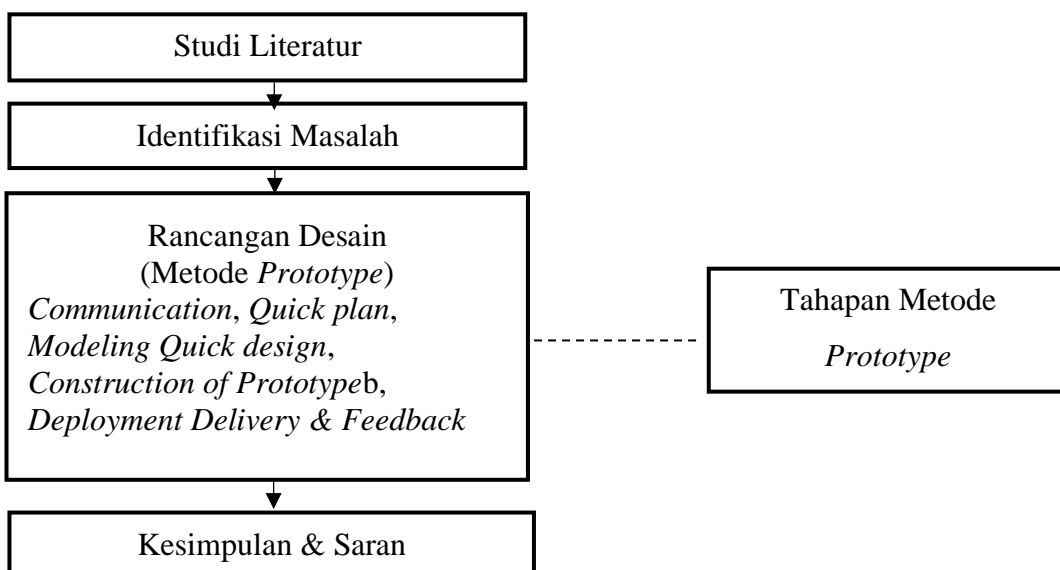 Studi Literatur
Identifikasi Masalah
Rancangan Desain
(Metode Prototype)
Communication, Quick plan,
Modeling Quick design,
Construction of Prototypeb,
Deployment Delivery & Feedback
Tahapan Metode
Prototype
Kesimpulan & Saran